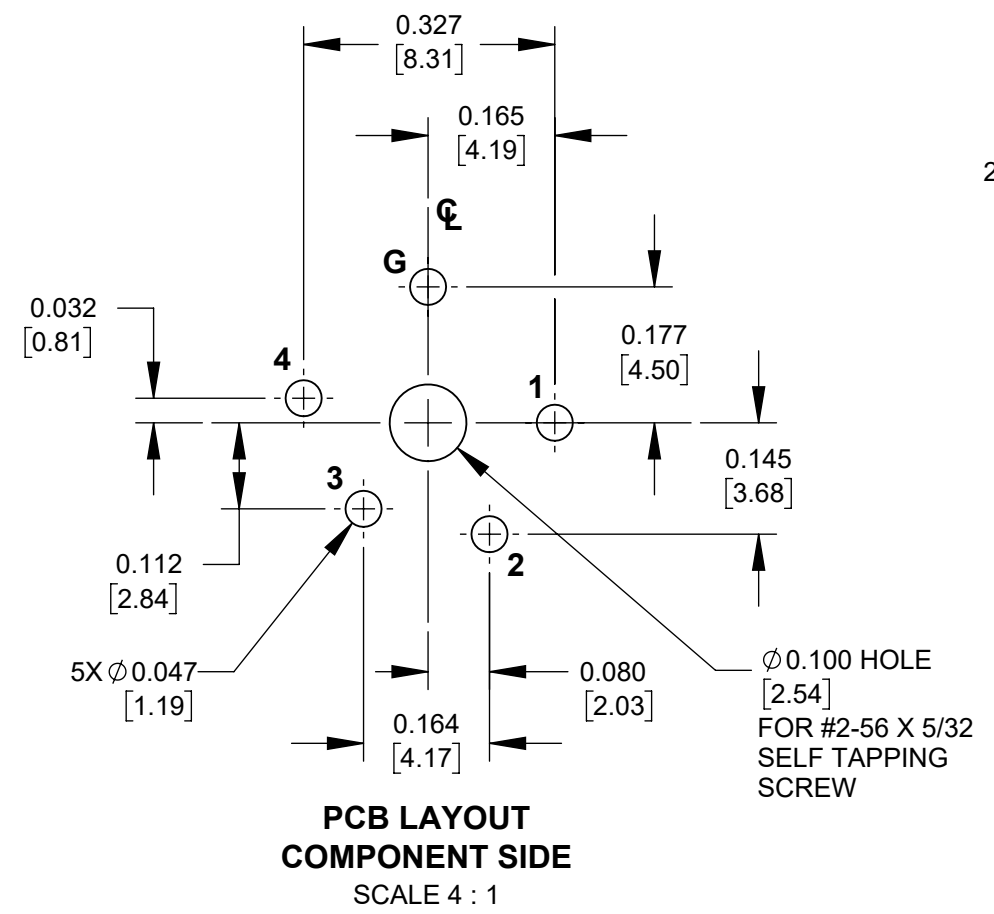 0.327
[8.31]
0.165
[4.19]
2
℄
G
0.032
[0.81]
0.177
[4.50]
4
1
0.145
[3.68]
3
2
0.112
[2.84]
5X ⌀0.047
[1.19]
0.080
[2.03]
0.164
[4.17]
⌀0.100 HOLE
[2.54]
FOR #2-56 X 5/32
SELF TAPPING
SCREW
PCB LAYOUT
COMPONENT SIDE
SCALE 4 : 1